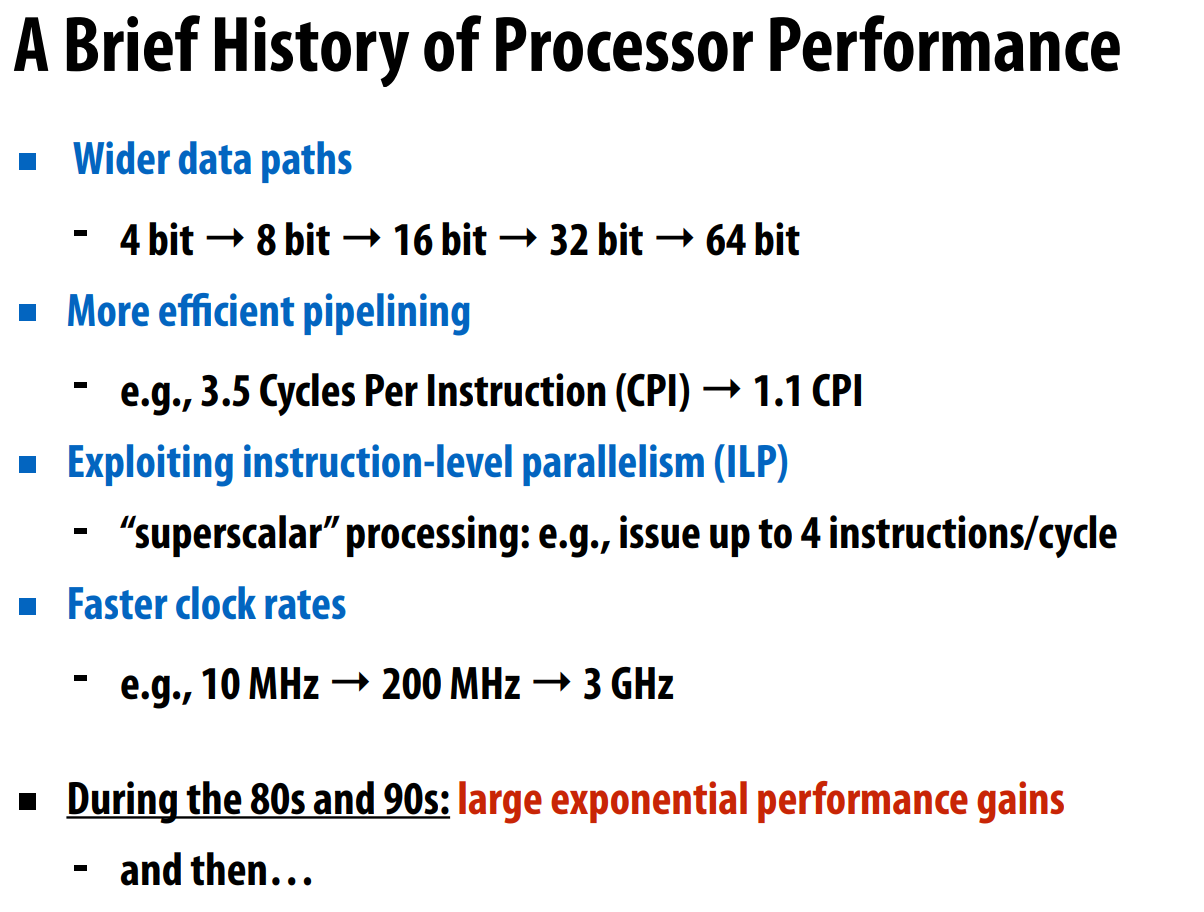 A Brief History of Processor Performance
▪ Wider data paths
- 4 bit → 8 bit → 16 bit → 32 bit → 64 bit
▪ More efficient pipelining
- e.g., 3.5 Cycles Per Instruction (CPI) → 1.1 CPI
▪ Exploiting instruction-level parallelism (ILP)
- “superscalar” processing: e.g., issue up to 4 instructions/cycle
▪ Faster clock rates
- e.g., 10 MHz → 200 MHz → 3 GHz
▪ During the 80s and 90s: large exponential performance gains
- and then…